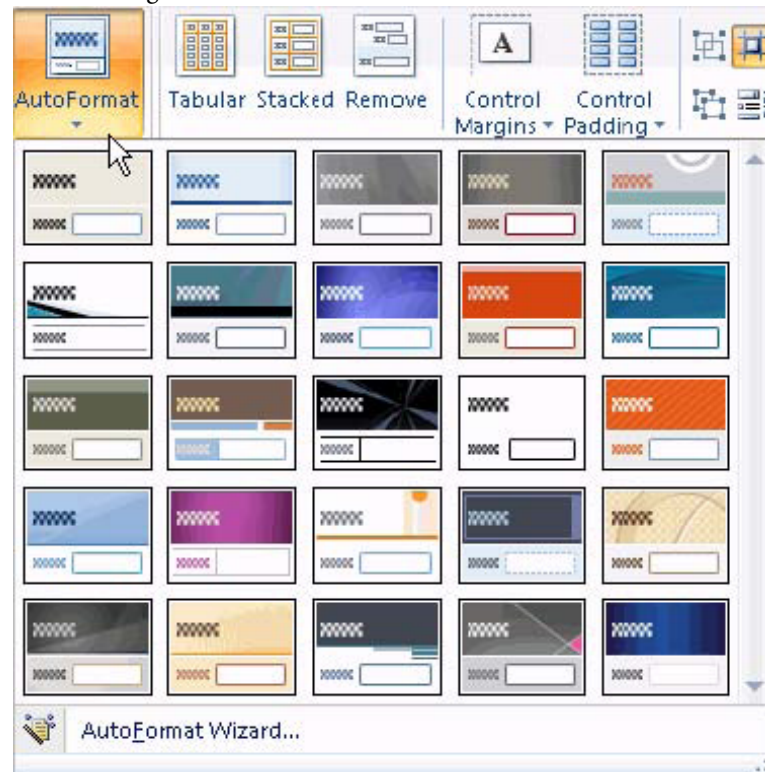 AutoFormat Tabular Stacked Remove Control Control
Margins Padding
A
AutoFormat Wizard...